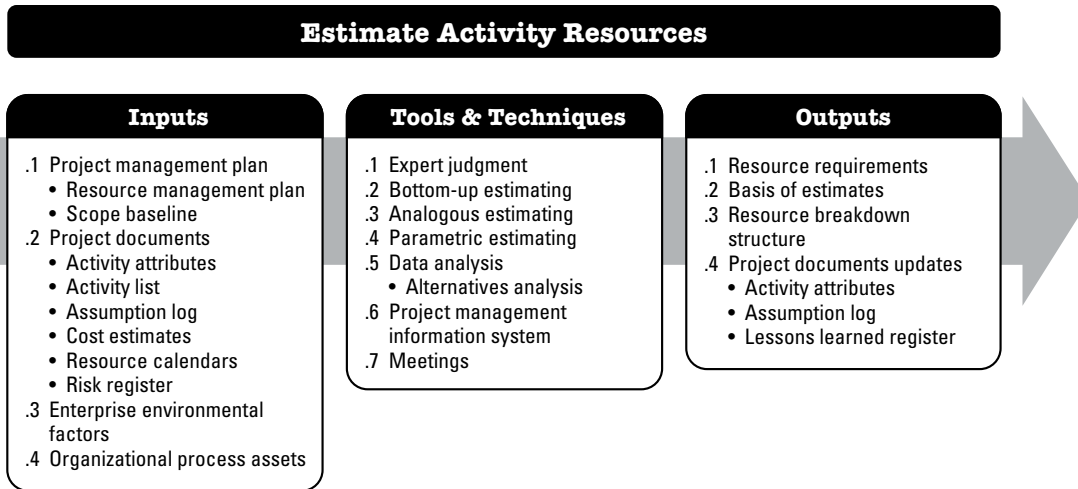 Estimate Activity Resources
Inputs
.1 Project management plan
• Resource management plan
• Scope baseline
.2 Project documents
• Activity attributes
• Activity list
• Assumption log
• Cost estimates
• Resource calendars
• Risk register
.3 Enterprise environmental
factors
.4 Organizational process assets
Tools & Techniques
.1 Expert judgment
.2 Bottom-up estimating
.3 Analogous estimating
.4 Parametric estimating
.5 Data analysis
• Alternatives analysis
.6 Project management
information system
.7 Meetings
Outputs
.1 Resource requirements
.2 Basis of estimates
.3 Resource breakdown
structure
.4 Project documents updates
• Activity attributes
• Assumption log
• Lessons learned register